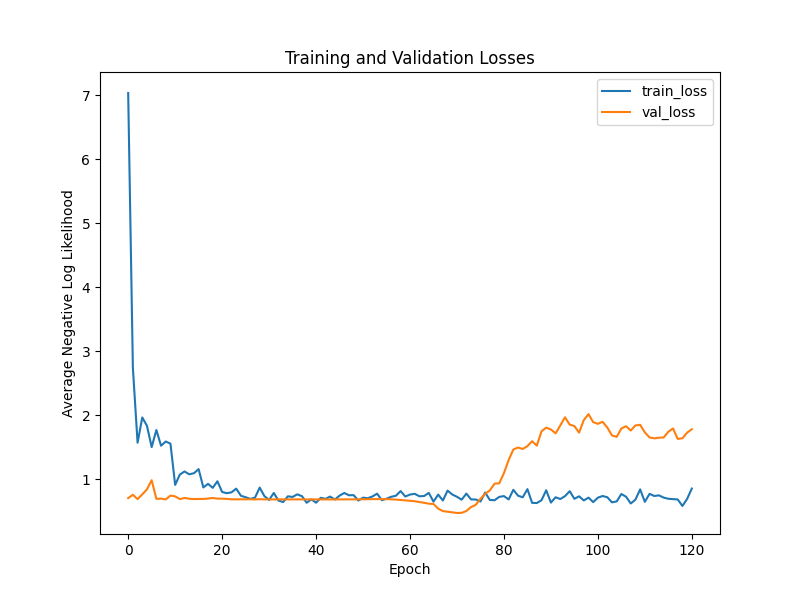 Training and Validation Losses
train_loss
val_loss
Average Negative Log Likelihood
7
6
5
4
3
2
1
0
20
40
60
80
100
120
Epoch